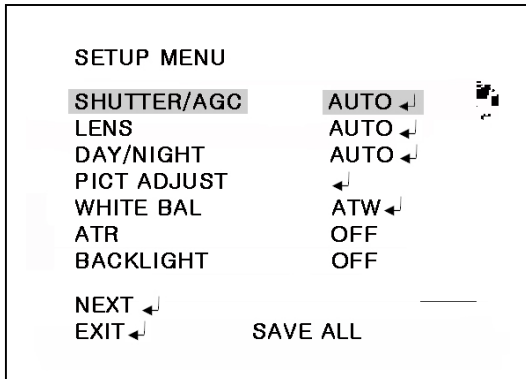 SETUP MENU
SHUTTER/AGC AUTO ↲
LENS AUTO ↲
DAY/NIGHT AUTO ↲
PICT ADJUST ↲
WHITE BAL ATW ↲
ATR OFF
BACKLIGHT OFF
NEXT ↲
EXIT ↲ SAVE ALL